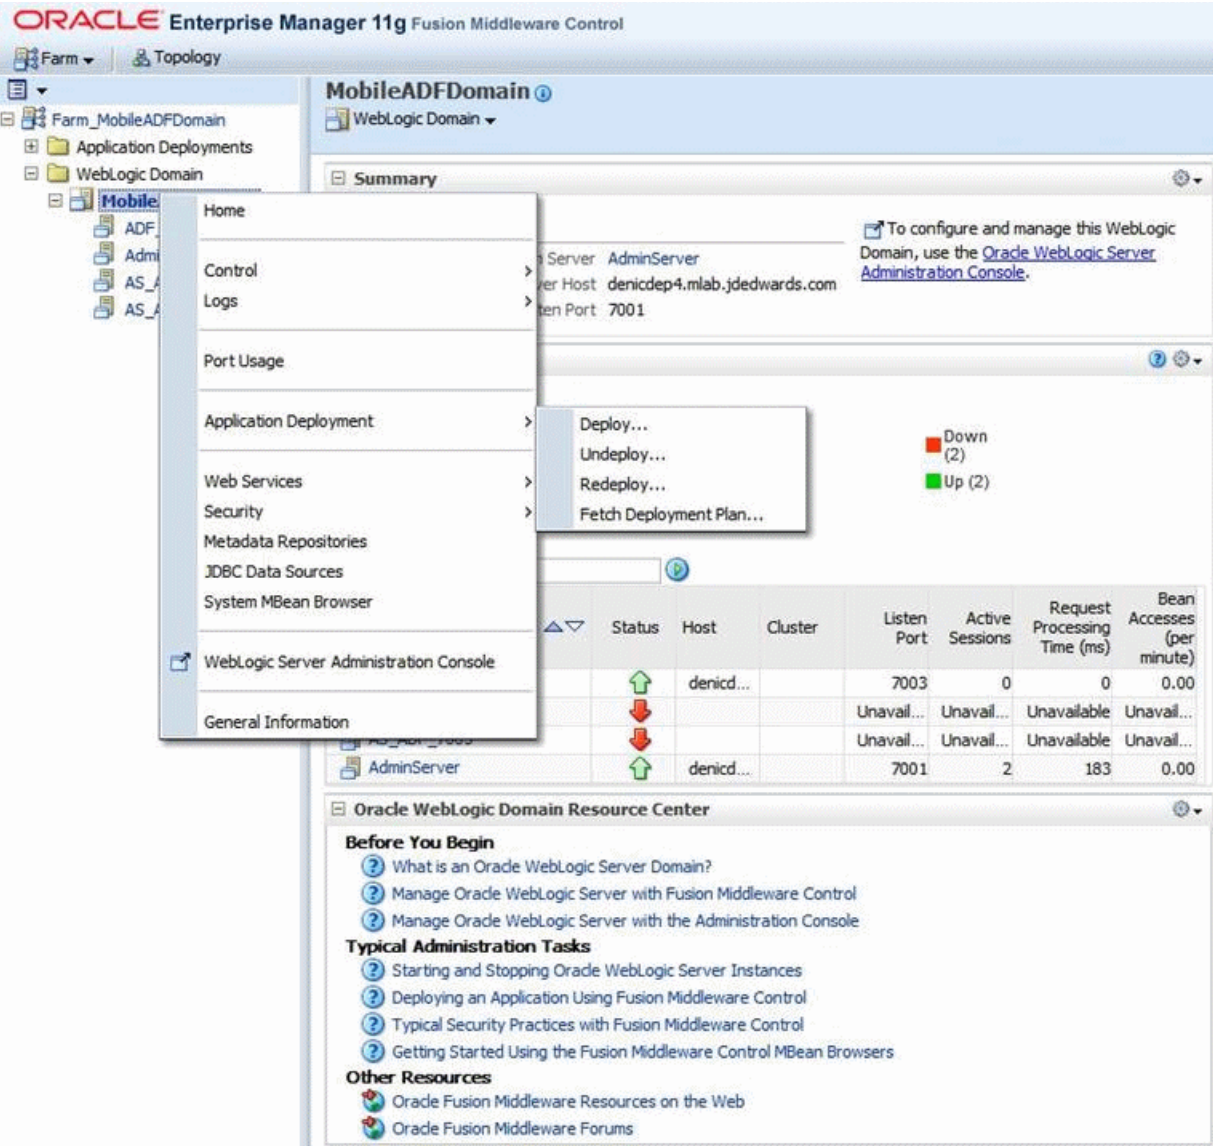 ORACLE Enterprise Manager 11g Fusion Middleware Control
Farm
Topology
MobileADFDomain
WebLogic Domain
Farm_MobileADFDomain
Application Deployments
WebLogic Domain
Mobile
ADF_
Admi
AS_A
AS_A
Home
Control
Logs
Port Usage
Application Deployment
Web Services
Security
Metadata Repositories
JDBC Data Sources
System MBean Browser
WebLogic Server Administration Console
General Information
Deploy...
Undeploy...
Redeploy...
Fetch Deployment Plan...
Summary
Server AdminServer
ver Host denicdep4.mlab.jdedwards.com
ten Port 7001
To configure and manage this WebLogic
Domain, use the Oracle WebLogic Server
Administration Console.
Down
(2)
Up (2)
Status Host Cluster Listen Port Active Sessions Request Processing Time (ms) Bean Accesses (per minute)
denicd... 7003 0 0 0.00
Unavail... Unavail... Unavailable Unavail...
Unavail... Unavail... Unavailable Unavail...
AdminServer denicd... 7001 2 183 0.00
Oracle WebLogic Domain Resource Center
Before You Begin
What is an Oracle WebLogic Server Domain?
Manage Oracle WebLogic Server with Fusion Middleware Control
Manage Oracle WebLogic Server with the Administration Console
Typical Administration Tasks
Starting and Stopping Oracle WebLogic Server Instances
Deploying an Application Using Fusion Middleware Control
Typical Security Practices with Fusion Middleware Control
Getting Started Using the Fusion Middleware Control MBean Browsers
Other Resources
Oracle Fusion Middleware Resources on the Web
Oracle Fusion Middleware Forums